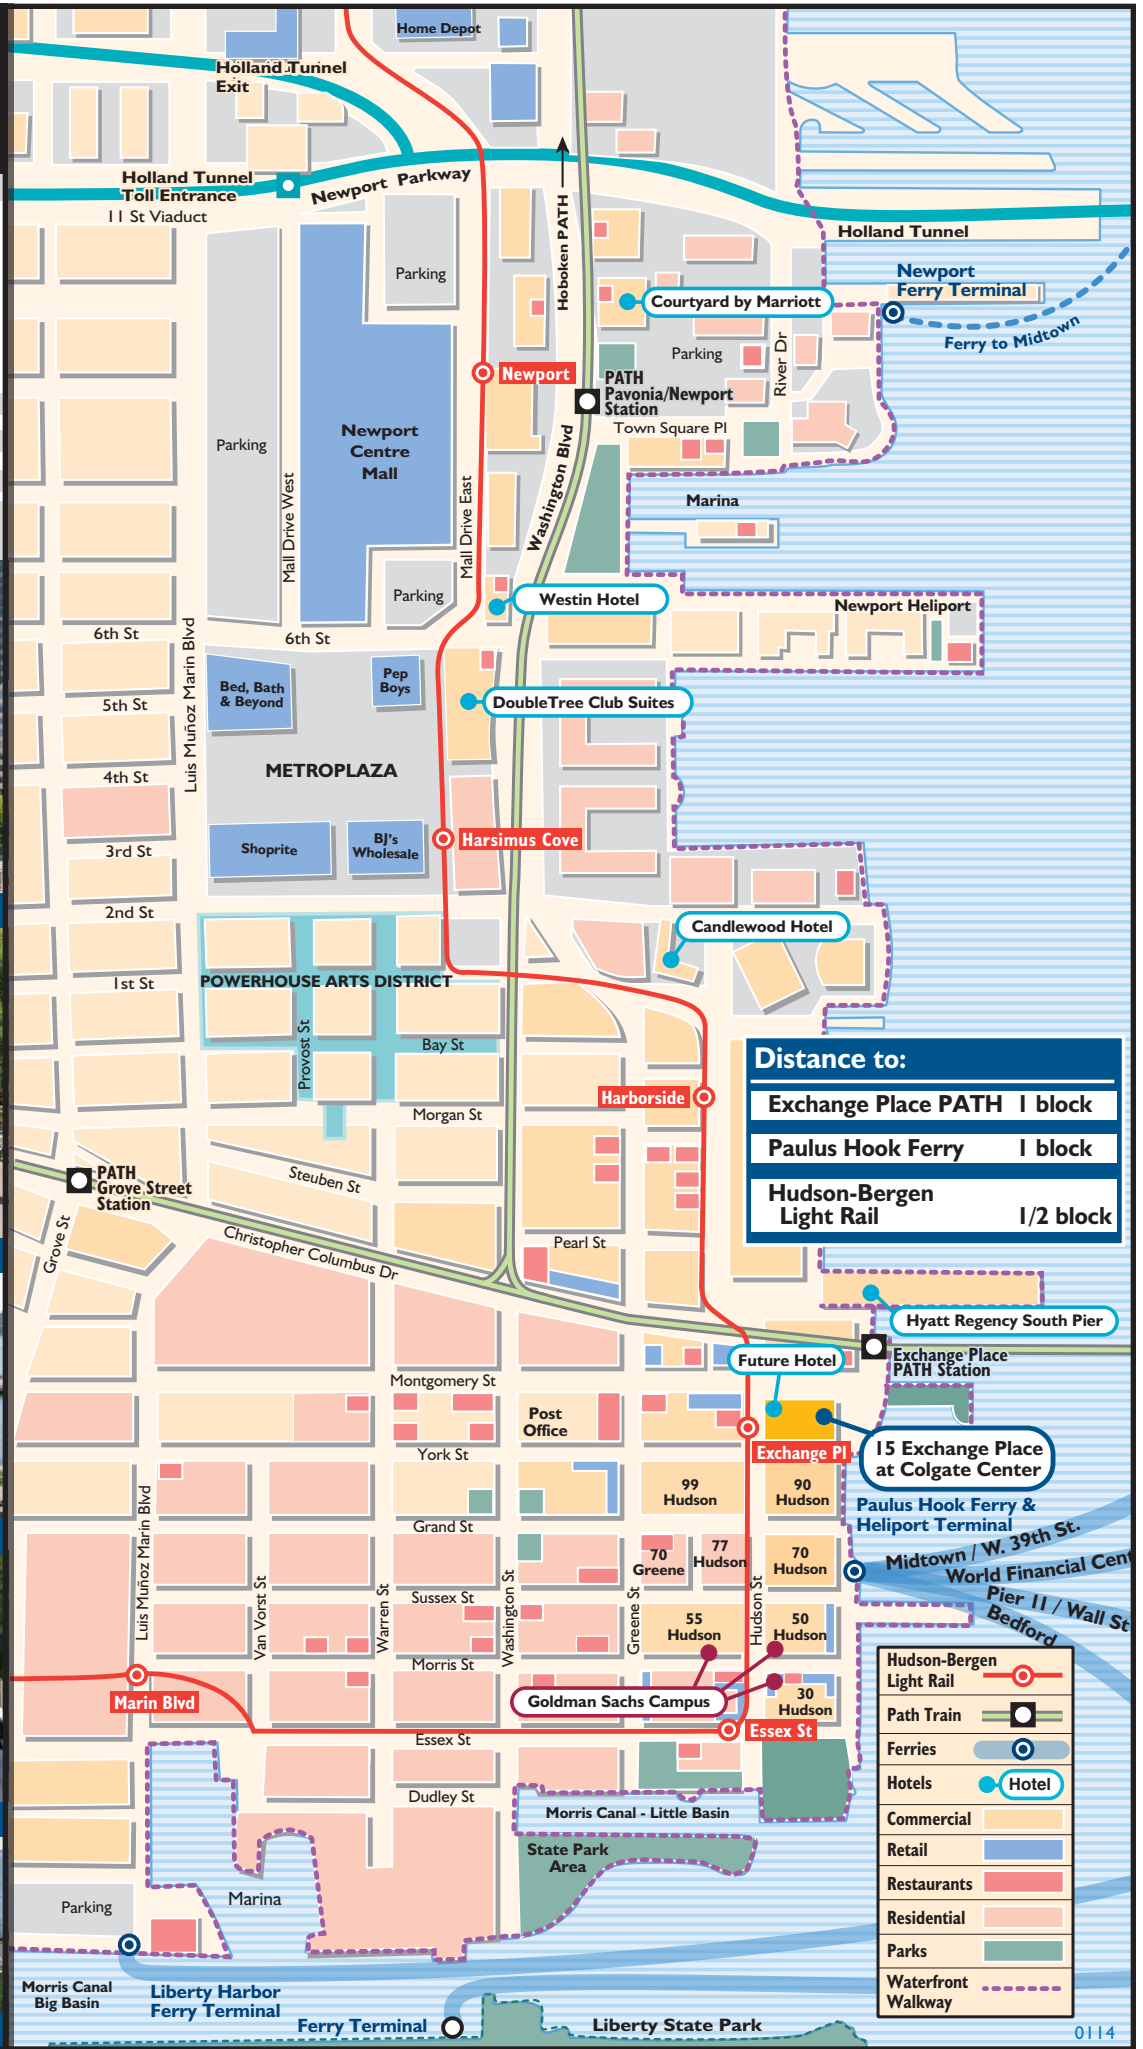 Home Depot
Holland Tunnel
Exit
Holland Tunnel
Toll Entrance
Newport Parkway
11 St Viaduct
Hoboken PATH
Holland Tunnel
Parking
Newport
Ferry Terminal
Courtyard by Marriott
Ferry to Midtown
Parking
River Dr
Newport
PATH
Pavonia/Newport
Station
Town Square Pl
Parking
Newport
Centre
Mall
Mall Drive West
Mall Drive East
Washington Blvd
Marina
Parking
Westin Hotel
Newport Heliport
6th St
6th St
Luis Muñoz Marin Blvd
Bed, Bath
& Beyond
Pep
Boys
DoubleTree Club Suites
5th St
METROPLAZA
4th St
Shoprite
BJ's
Wholesale
Harsimus Cove
3rd St
2nd St
Candlewood Hotel
1st St
POWERHOUSE ARTS DISTRICT
Provost St
Bay St
Distance to:
Exchange Place PATH 1 block
Paulus Hook Ferry 1 block
Hudson-Bergen
Light Rail 1/2 block
Harborside
Morgan St
PATH
Grove Street
Station
Steuben St
Grove St
Christopher Columbus Dr
Pearl St
Hyatt Regency South Pier
Future Hotel
Exchange Place
PATH Station
Montgomery St
Post
Office
York St
Exchange Pl
15 Exchange Place
at Colgate Center
99
Hudson
90
Hudson
Paulus Hook Ferry &
Heliport Terminal
Luis Muñoz Marin Blvd
Grand St
70
Greene
77
Hudson
70
Hudson
Midtown / W. 39th St.
World Financial Cent
Pier 11 / Wall St
Bedford
Van Vorst St
Warren St
Sussex St
Washington St
Greene St
Hudson St
55
Hudson
50
Hudson
Morris St
Marin Blvd
Goldman Sachs Campus
30
Hudson
Essex St
Essex St
Dudley St
Morris Canal - Little Basin
State Park
Area
Marina
Parking
Hudson-Bergen
Light Rail
Path Train
Ferries
Hotels
Hotel
Commercial
Retail
Restaurants
Residential
Parks
Waterfront
Walkway
Morris Canal
Big Basin
Liberty Harbor
Ferry Terminal
Ferry Terminal
Liberty State Park
0114